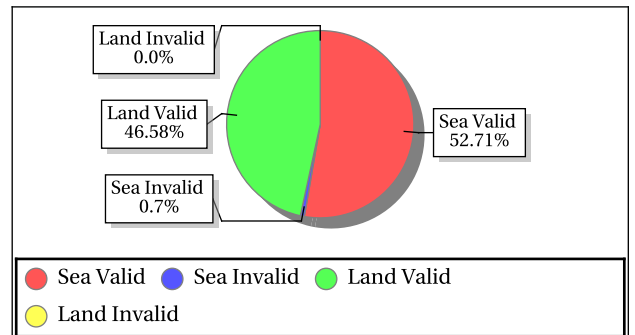 Land Invalid
0.0%
Land Valid
46.58%
Sea Valid
52.71%
Sea Invalid
0.7%
Sea Valid Sea Invalid Land Valid
Land Invalid